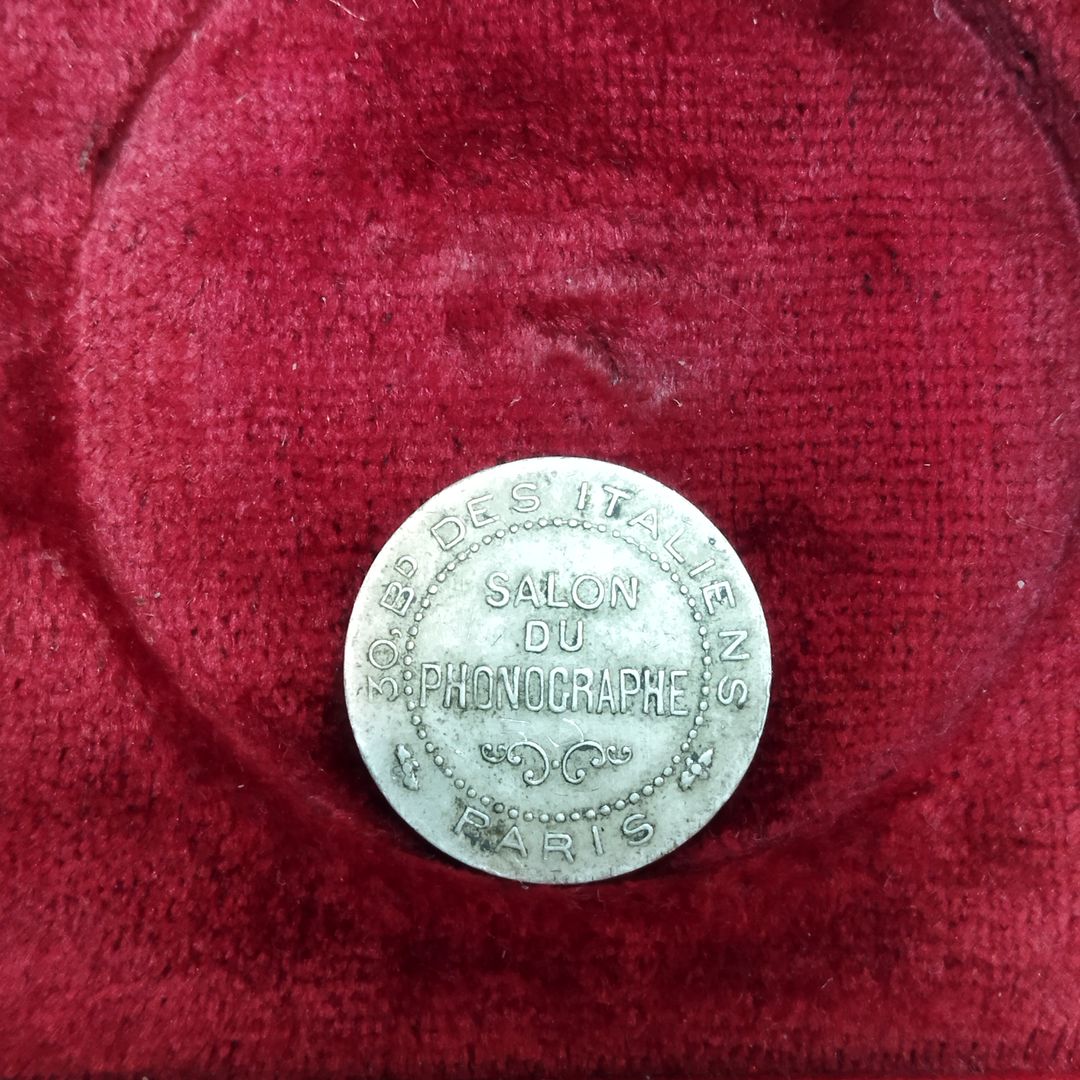 30, BD DES ITALIENS
SALON
DU
PHONOGRAPHE
PARIS